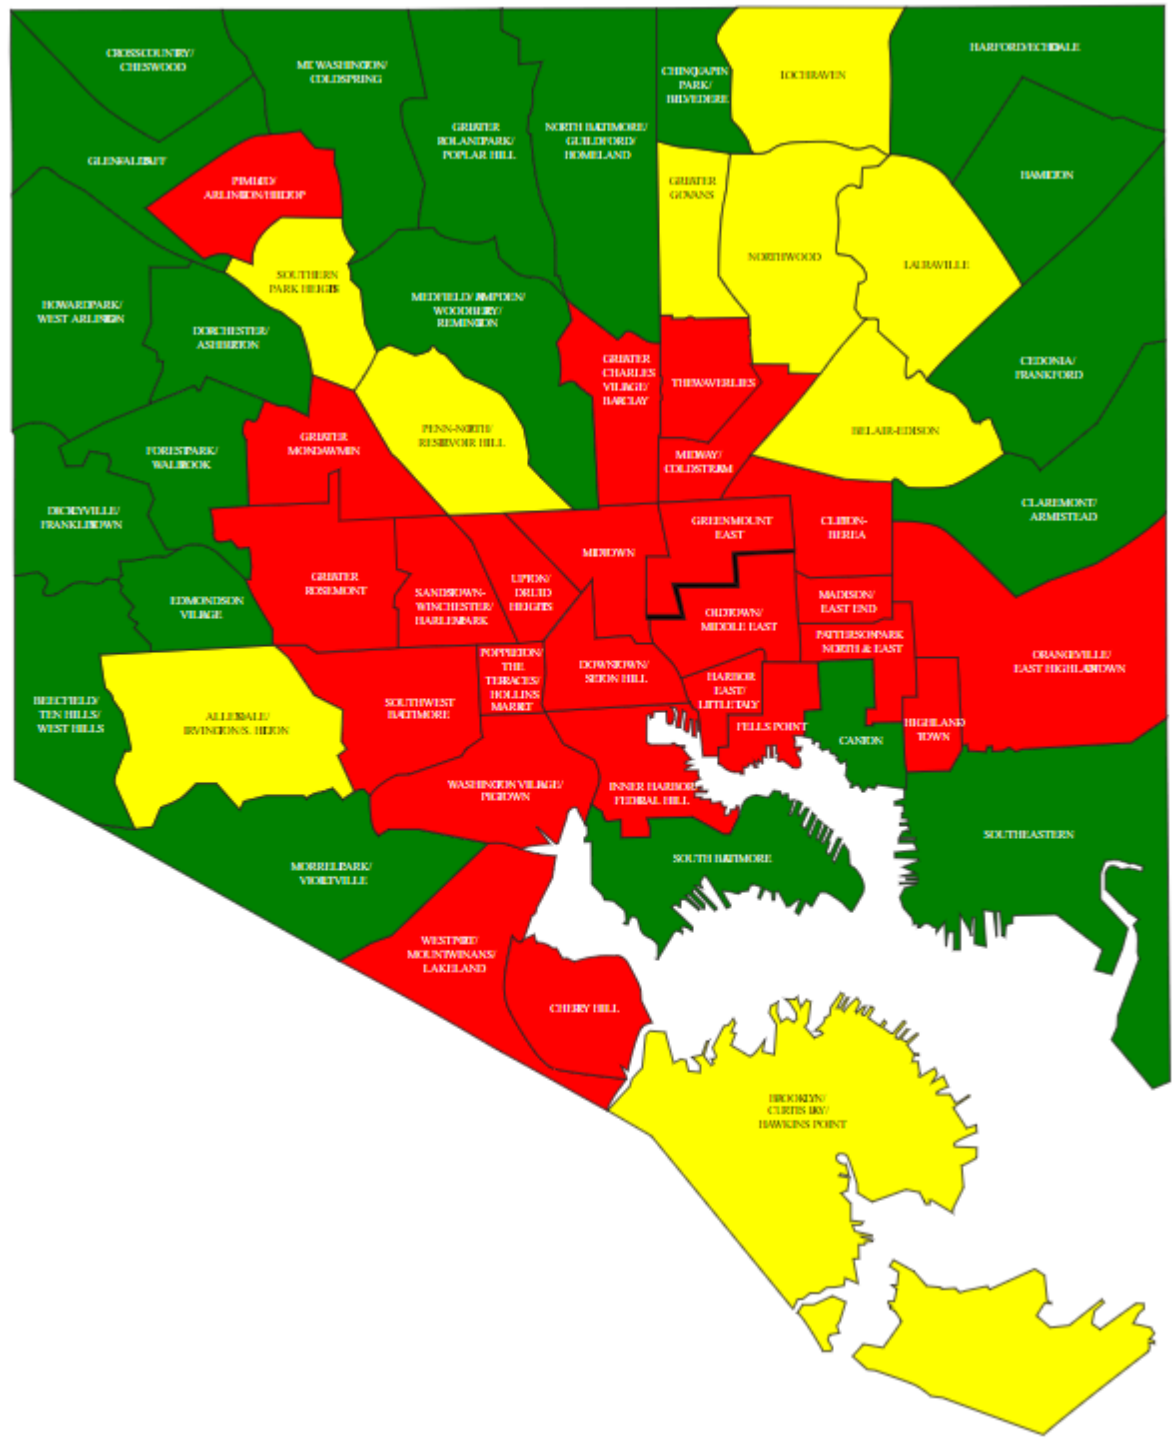 CROSSCOUNTRY/
CHESWOOD
MT. WASHINGTON/
COLDSPRING
GREATER
ROLAND PARK/
POPLAR HILL
NORTH BALTIMORE/
GUILDFORD/
HOMELAND
CHINQUAPIN
PARK/
BELVEDERE
LOCH RAVEN
HARFORD/ECHODALE
GLEN-FALLSTAFF
PIMLICO/
ARLINGTON/HILLTOP
GREATER
GOVANS
HAMILTON
SOUTHERN
PARK HEIGHTS
NORTHWOOD
LAURAVILLE
HOWARD PARK/
WEST ARLINGTON
DORCHESTER/
ASHBURTON
MEDFIELD/HAMPDEN/
WOODBERRY/
REMINGTON
GREATER
CHARLES
VILLAGE/
BARCLAY
THE WAVERLIES
CEDONIA/
FRANKFORD
FOREST PARK/
WALBROOK
GREATER
MONDAWMIN
PENN-NORTH/
RESERVOIR HILL
MIDWAY/
COLDSTREAM
BELAIR-EDISON
DICKEYVILLE/
FRANKLINTOWN
CLAREMONT/
ARMISTEAD
GREENMOUNT
EAST
CLIFTON-
BEREA
MIDTOWN
EDMONDSON
VILLAGE
GREATER
ROSEMONT
SANDTOWN-
WINCHESTER/
HARLEM PARK
UPTON/
DRUID
HEIGHTS
OLDTOWN/
MIDDLE EAST
MADISON/
EAST END
PATTERSON PARK
NORTH & EAST
ORANGEVILLE/
EAST HIGHLANDTOWN
POPPLETON/
THE
TERRACES/
HOLLINS
MARKET
DOWNTOWN/
SETON HILL
HARBOR
EAST/
LITTLE ITALY
BEECHFIELD/
TEN HILLS/
WEST HILLS
ALLENDALE/
IRVINGTON/S. HILTON
SOUTHWEST
BALTIMORE
FELLS POINT
CANTON
HIGHLAND
TOWN
WASHINGTON VILLAGE/
PIGTOWN
INNER HARBOR/
FEDERAL HILL
SOUTHEASTERN
MORRELL PARK/
VIOLETVILLE
SOUTH BALTIMORE
WESTPORT/
MOUNT WINANS/
LAKELAND
CHERRY HILL
BROOKLYN/
CURTIS BAY/
HAWKINS POINT